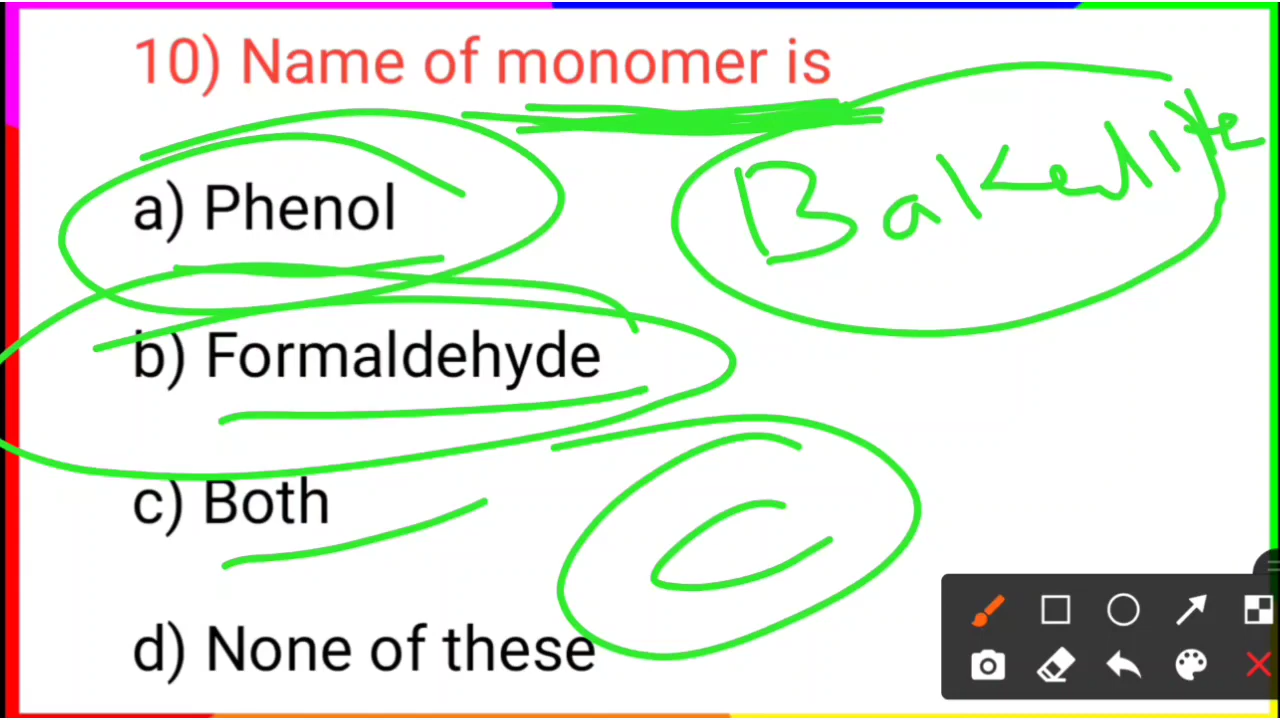 10) Name of monomer is
Bakelite
a) Phenol
b) Formaldehyde
c) Both
C
d) None of these